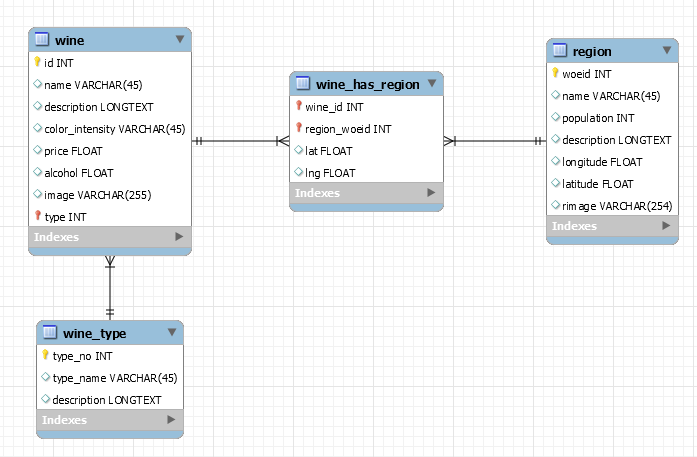 wine
id INT
name VARCHAR(45)
description LONGTEXT
color_intensity VARCHAR(45)
price FLOAT
alcohol FLOAT
image VARCHAR(255)
type INT
Indexes
wine_has_region
wine_id INT
region_woeid INT
lat FLOAT
lng FLOAT
Indexes
region
woeid INT
name VARCHAR(45)
population INT
description LONGTEXT
longitude FLOAT
latitude FLOAT
rimage VARCHAR(254)
Indexes
wine_type
type_no INT
type_name VARCHAR(45)
description LONGTEXT
Indexes